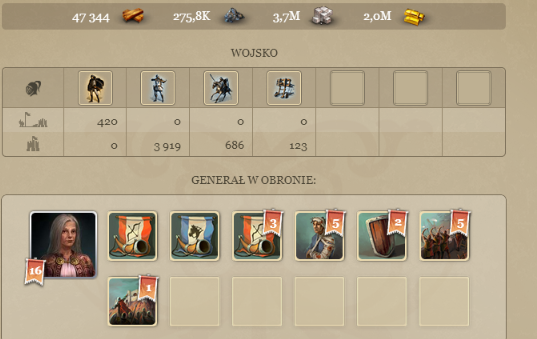 47 344 275,8K 3,7M 2,0M
WOJSKO
420 0 0 0
0 3 919 686 123
GENERAŁ W OBRONIE:
3 5 2 5
16
1